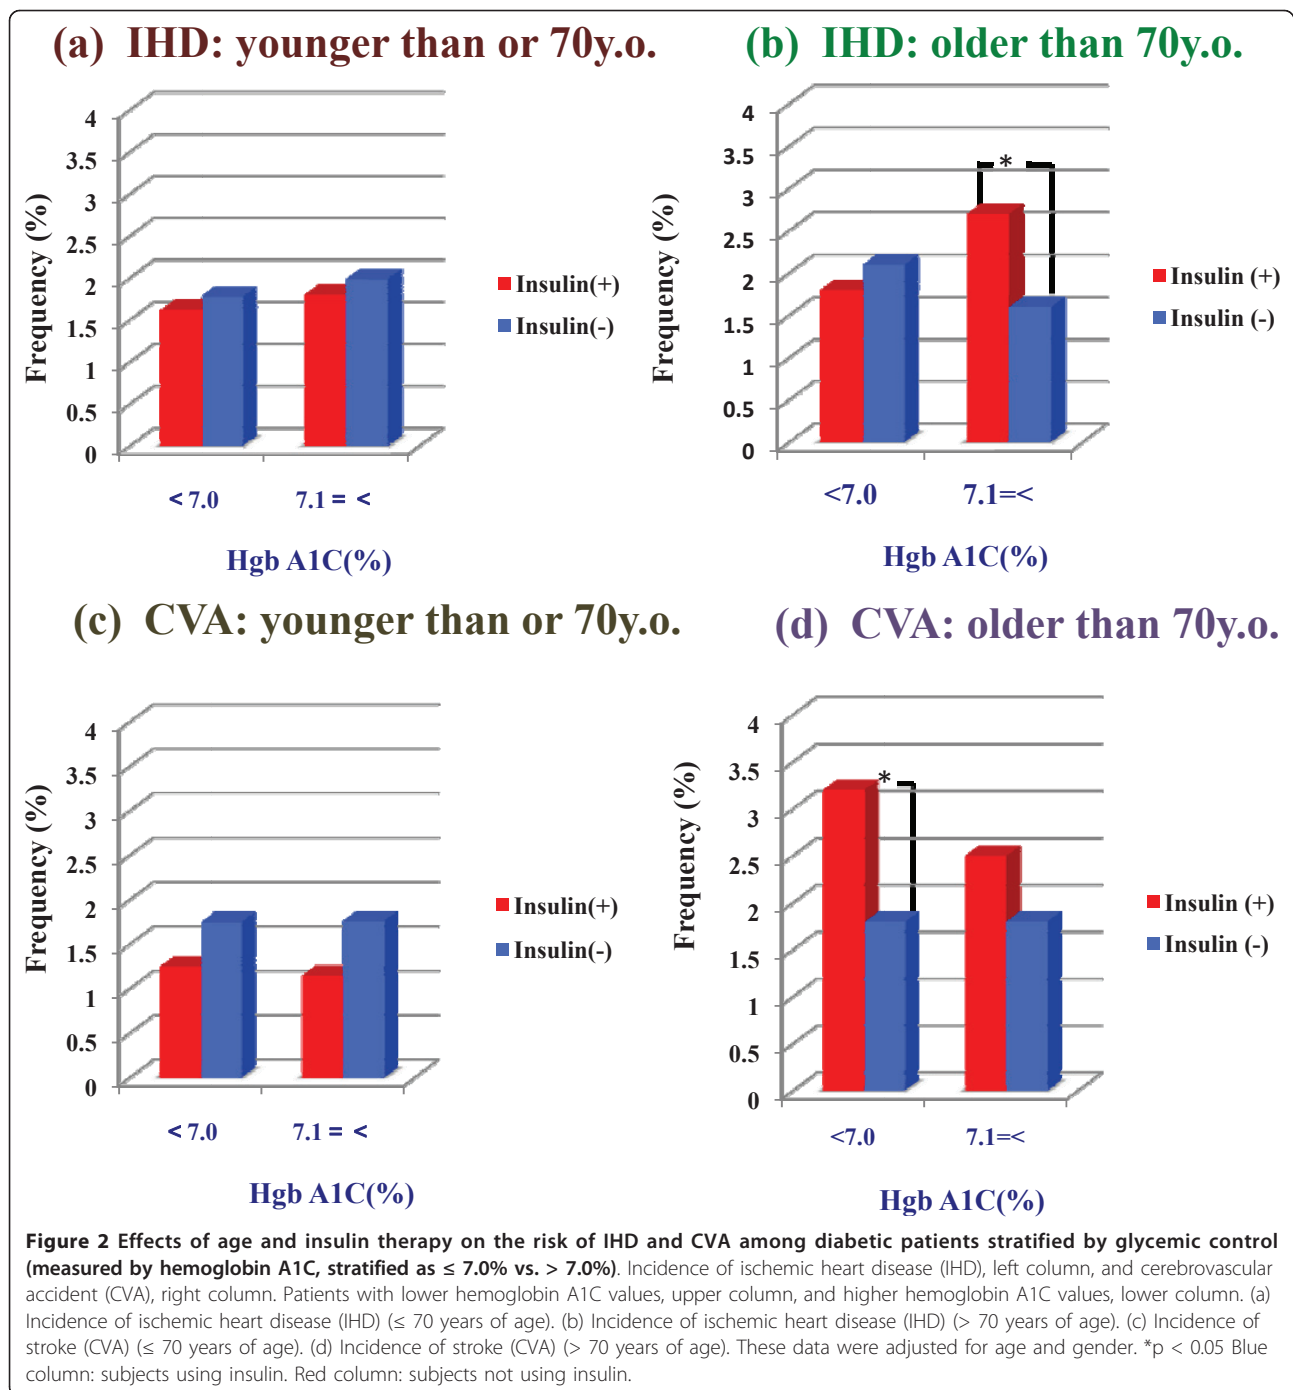 (a) IHD: younger than or 70y.o.
4
3.5
3
2.5
2
1.5
1
0.5
0
Frequency (%)
< 7.0
7.1 = <
Hgb A1C(%)
Insulin(+)
Insulin(-)
(b) IHD: older than 70y.o.
4
3.5
3
2.5
2
1.5
1
0.5
0
Frequency (%)
*
<7.0
7.1=<
Hgb A1C(%)
Insulin (+)
Insulin (-)
(c) CVA: younger than or 70y.o.
4
3.5
3
2.5
2
1.5
1
0.5
0
Frequency (%)
< 7.0
7.1 = <
Hgb A1C(%)
Insulin(+)
Insulin(-)
(d) CVA: older than 70y.o.
4
3.5
3
2.5
2
1.5
1
0.5
0
Frequency (%)
*
<7.0
7.1=<
Hgb A1C(%)
Insulin (+)
Insulin (-)
Figure 2 Effects of age and insulin therapy on the risk of IHD and CVA among diabetic patients stratified by glycemic control
(measured by hemoglobin A1C, stratified as ≤ 7.0% vs. > 7.0%). Incidence of ischemic heart disease (IHD), left column, and cerebrovascular
accident (CVA), right column. Patients with lower hemoglobin A1C values, upper column, and higher hemoglobin A1C values, lower column. (a)
Incidence of ischemic heart disease (IHD) (≤ 70 years of age). (b) Incidence of ischemic heart disease (IHD) (> 70 years of age). (c) Incidence of
stroke (CVA) (≤ 70 years of age). (d) Incidence of stroke (CVA) (> 70 years of age). These data were adjusted for age and gender. *p < 0.05 Blue
column: subjects using insulin. Red column: subjects not using insulin.